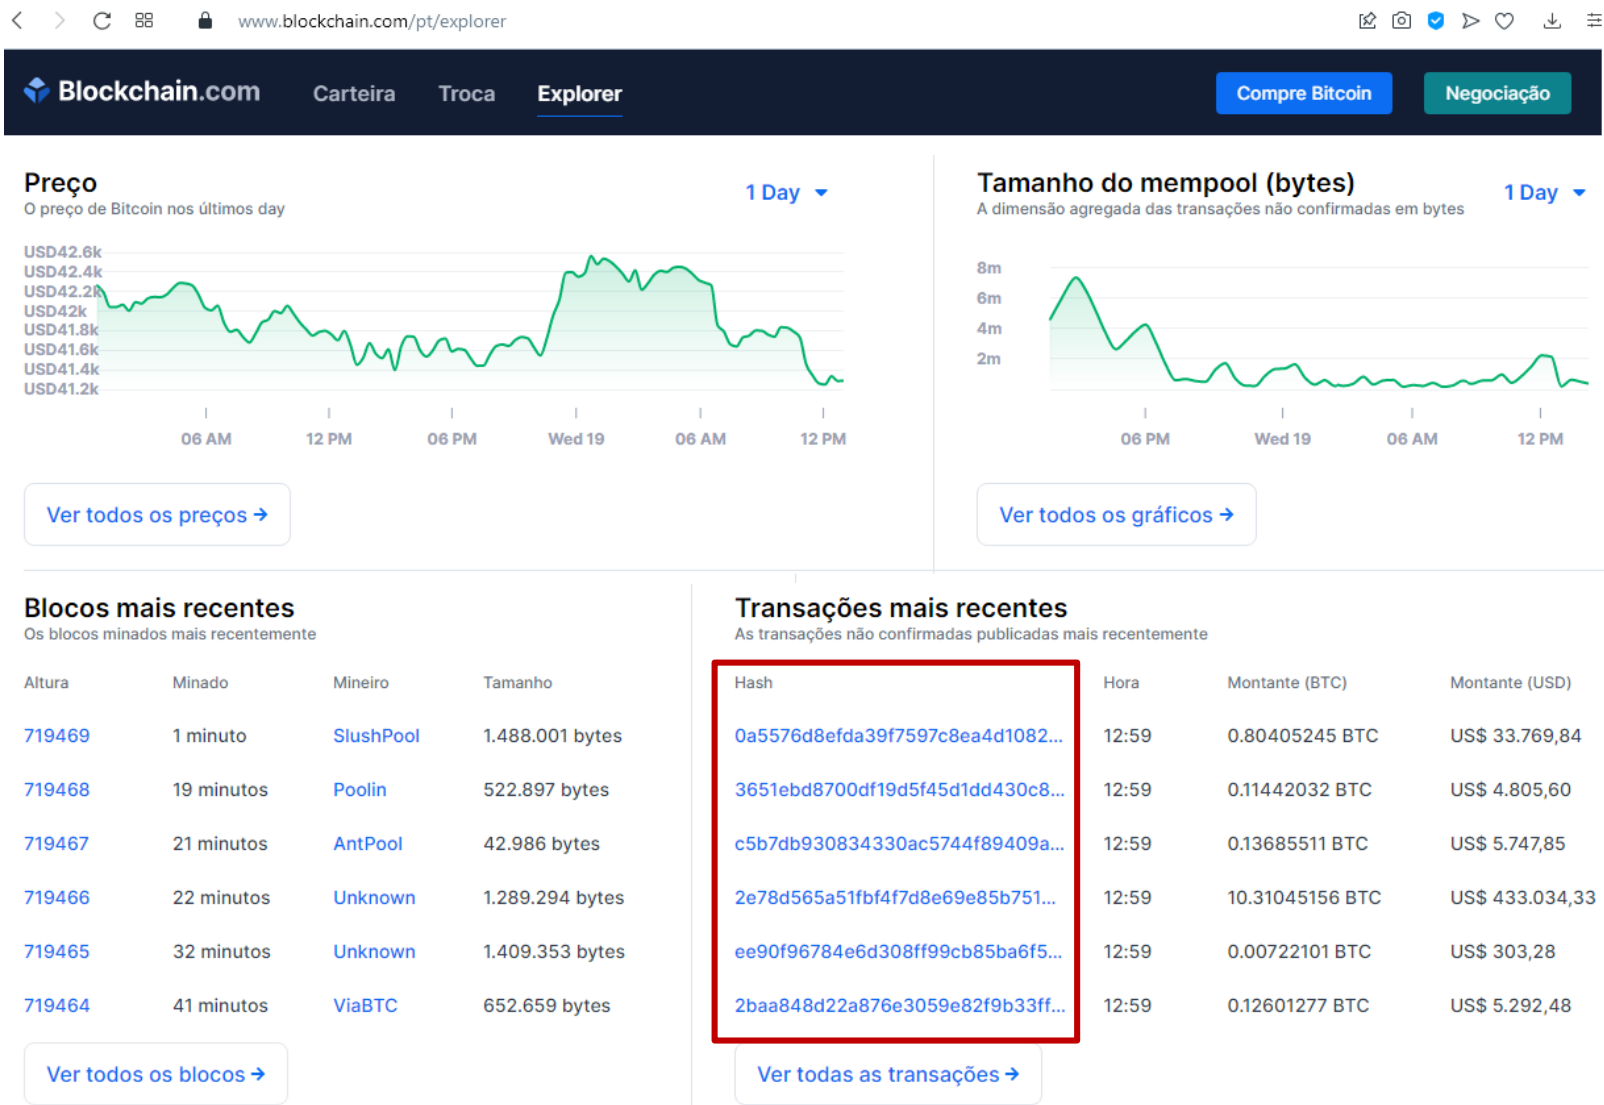 www.blockchain.com/pt/explorer
Blockchain.com Carteira Troca Explorer Compre Bitcoin Negociação
Preço
1 Day
O preço de Bitcoin nos últimos day
USD42.6k
USD42.4k
USD42.2k
USD42k
USD41.8k
USD41.6k
USD41.4k
USD41.2k
06 AM 12 PM 06 PM Wed 19 06 AM 12 PM
Ver todos os preços →
Tamanho do mempool (bytes)
1 Day
A dimensão agregada das transações não confirmadas em bytes
8m
6m
4m
2m
06 PM Wed 19 06 AM 12 PM
Ver todos os gráficos →
Blocos mais recentes
Os blocos minados mais recentemente
Altura Minado Mineiro Tamanho
719469 1 minuto SlushPool 1.488.001 bytes
719468 19 minutos Poolin 522.897 bytes
719467 21 minutos AntPool 42.986 bytes
719466 22 minutos Unknown 1.289.294 bytes
719465 32 minutos Unknown 1.409.353 bytes
719464 41 minutos ViaBTC 652.659 bytes
Ver todos os blocos →
Transações mais recentes
As transações não confirmadas publicadas mais recentemente
Hash Hora Montante (BTC) Montante (USD)
0a5576d8efda39f7597c8ea4d1082... 12:59 0.80405245 BTC US$ 33.769,84
3651ebd8700df19d5f45d1dd430c8... 12:59 0.11442032 BTC US$ 4.805,60
c5b7db930834330ac5744f89409a... 12:59 0.13685511 BTC US$ 5.747,85
2e78d565a51fbf4f7d8e69e85b751... 12:59 10.31045156 BTC US$ 433.034,33
ee90f96784e6d308ff99cb85ba6f5... 12:59 0.00722101 BTC US$ 303,28
2baa848d22a876e3059e82f9b33ff... 12:59 0.12601277 BTC US$ 5.292,48
Ver todas as transações →